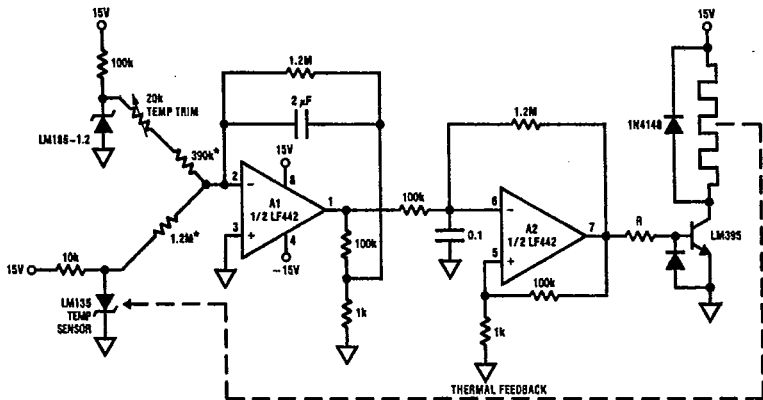 15V
100k
20k
TEMP TRIM
LM185-1.2
390k*
1.2M*
15V
10k
LM135
TEMP
SENSOR
1.2M
2 µF
15V
2
8
A1
1/2 LF442
1
3
4
-15V
100k
1k
100k
0.1
1.2M
6
A2
1/2 LF442
7
5
100k
1k
R
15V
1N4148
LM395
THERMAL FEEDBACK